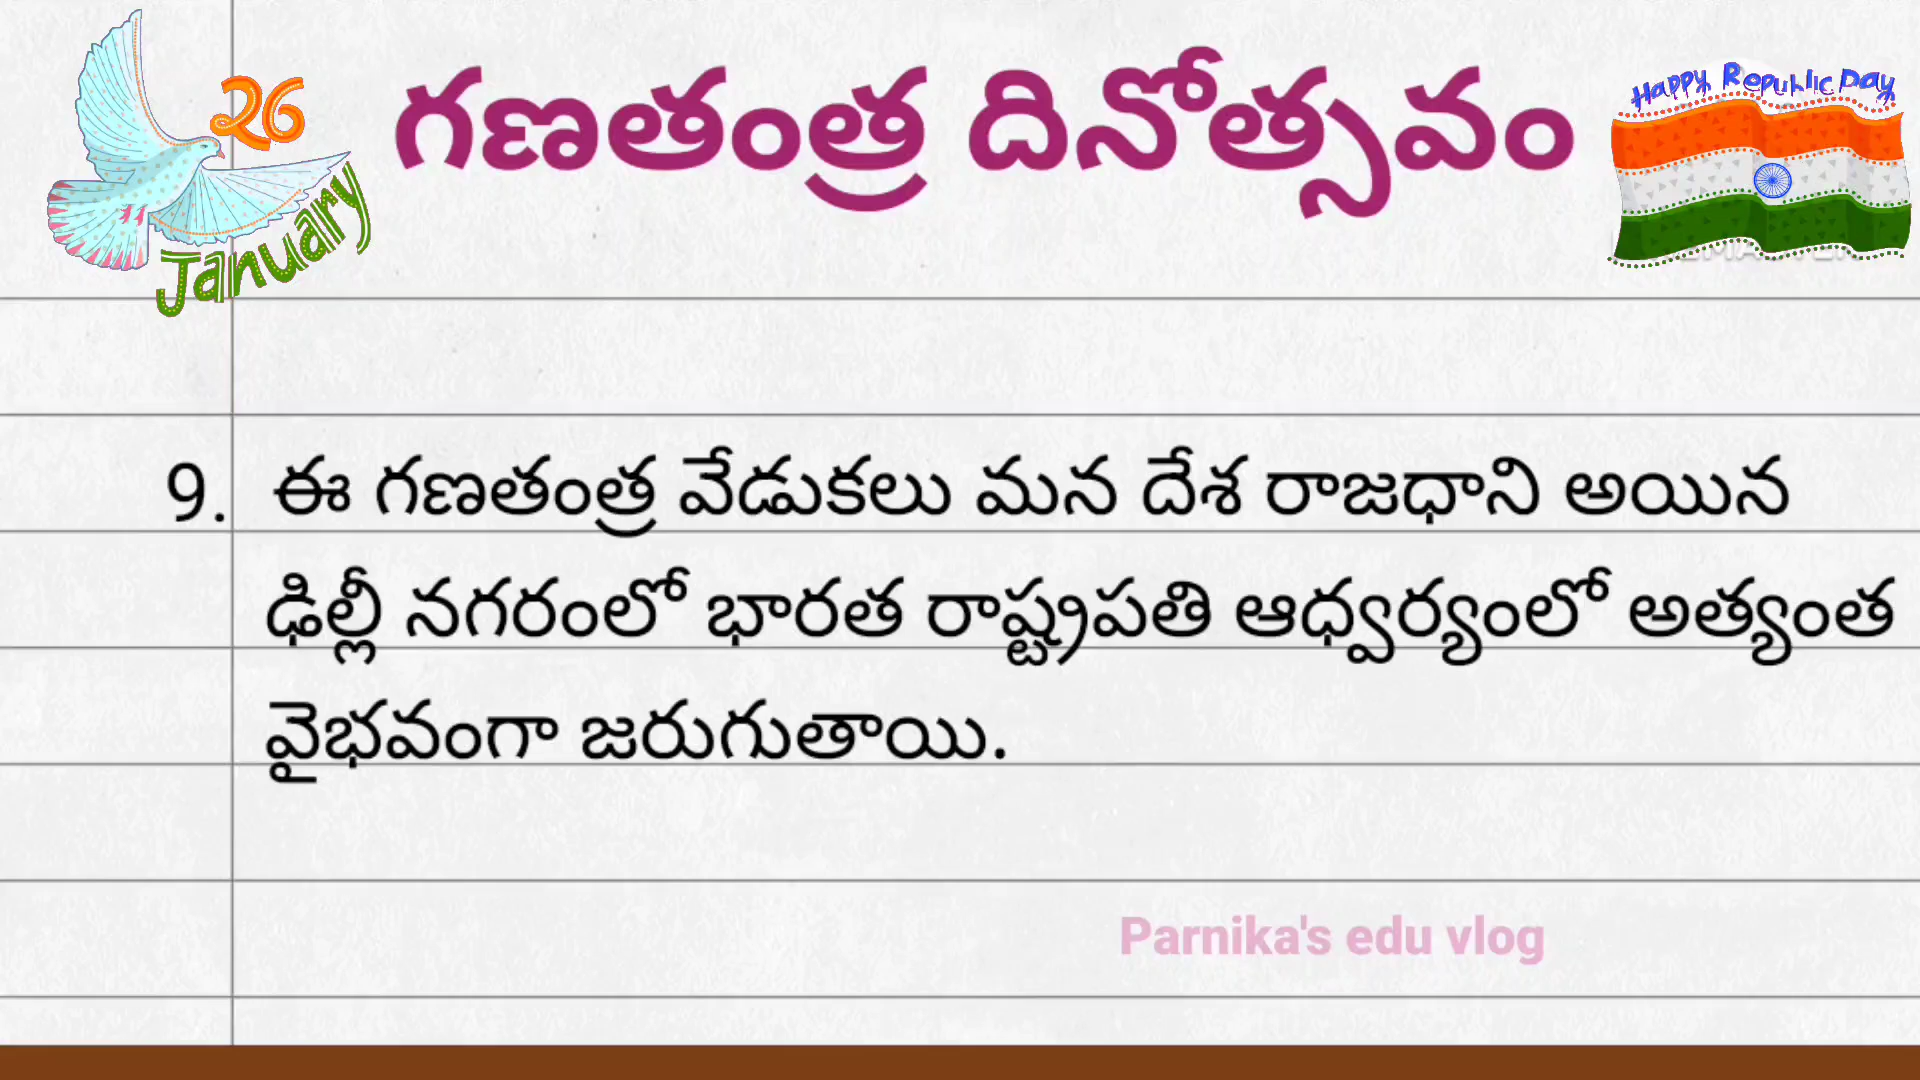 26
January
గణతంత్ర దినోత్సవం
Happy Republic Day
9. ఈ గణతంత్ర వేడుకలు మన దేశ రాజధాని అయిన
ఢిల్లీ నగరంలో భారత రాష్ట్రపతి ఆధ్వర్యంలో అత్యంత
వైభవంగా జరుగుతాయి.
Parnika's edu vlog